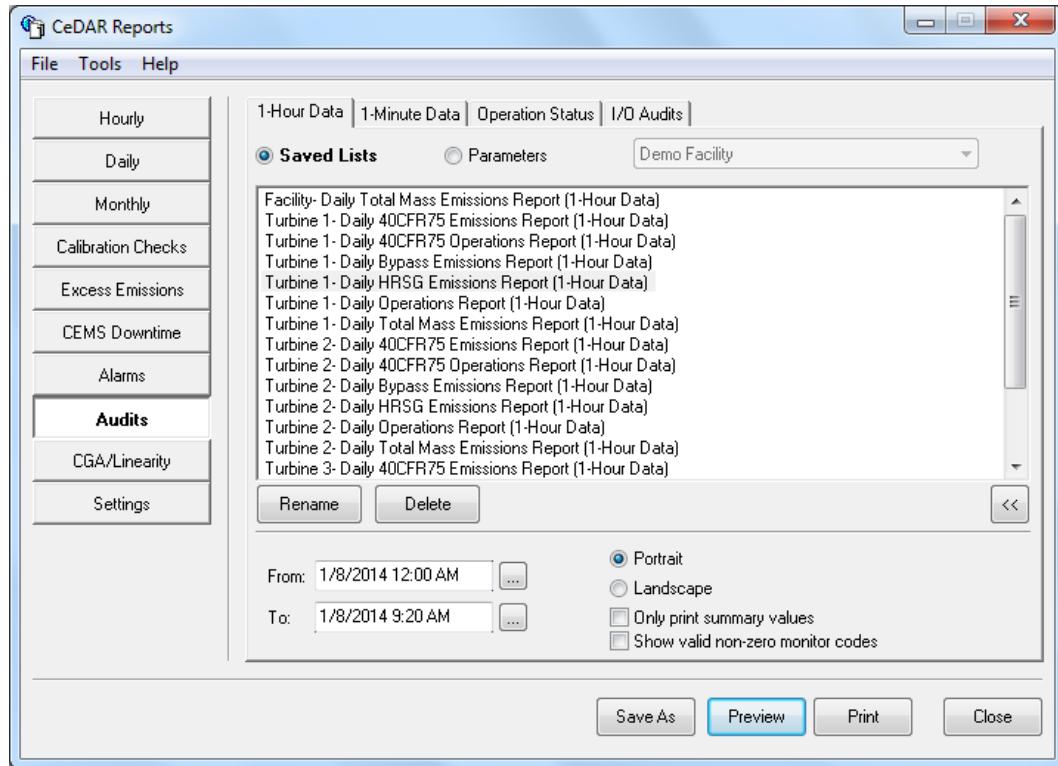 CeDAR Reports
File Tools Help
Hourly
Daily
Monthly
Calibration Checks
Excess Emissions
CEMS Downtime
Alarms
Audits
CGA/Linearity
Settings
1-Hour Data 1-Minute Data Operation Status I/O Audits
Saved Lists Parameters Demo Facility
Facility- Daily Total Mass Emissions Report (1-Hour Data)
Turbine 1- Daily 40CFR75 Emissions Report (1-Hour Data)
Turbine 1- Daily 40CFR75 Operations Report (1-Hour Data)
Turbine 1- Daily Bypass Emissions Report (1-Hour Data)
Turbine 1- Daily HRSG Emissions Report (1-Hour Data)
Turbine 1- Daily Operations Report (1-Hour Data)
Turbine 1- Daily Total Mass Emissions Report (1-Hour Data)
Turbine 2- Daily 40CFR75 Emissions Report (1-Hour Data)
Turbine 2- Daily 40CFR75 Operations Report (1-Hour Data)
Turbine 2- Daily Bypass Emissions Report (1-Hour Data)
Turbine 2- Daily HRSG Emissions Report (1-Hour Data)
Turbine 2- Daily Operations Report (1-Hour Data)
Turbine 2- Daily Total Mass Emissions Report (1-Hour Data)
Turbine 3- Daily 40CFR75 Emissions Report (1-Hour Data)
Rename Delete <<
From: 1/8/2014 12:00 AM ...
To: 1/8/2014 9:20 AM ...
Portrait
Landscape
Only print summary values
Show valid non-zero monitor codes
Save As Preview Print Close